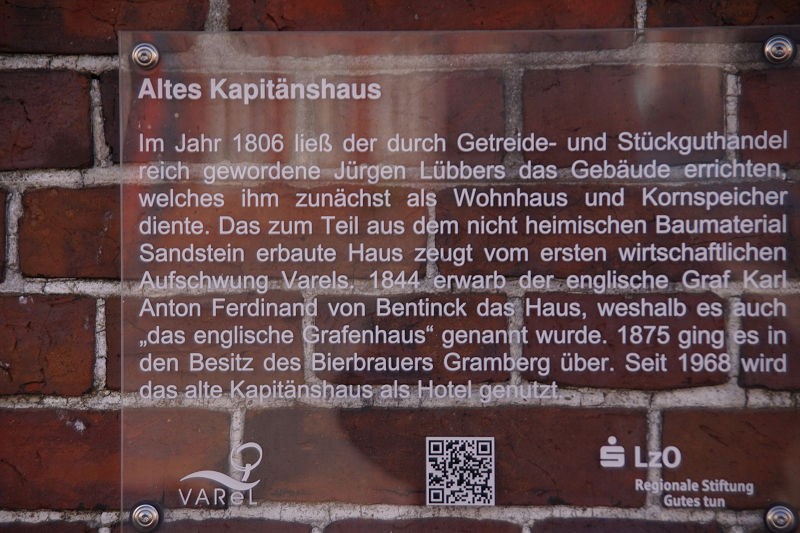 Altes Kapitänshaus
Im Jahr 1806 ließ der durch Getreide- und Stückguthandel
reich gewordene Jürgen Lübbers das Gebäude errichten,
welches ihm zunächst als Wohnhaus und Kornspeicher
diente. Das zum Teil aus dem nicht heimischen Baumaterial
Sandstein erbaute Haus zeugt vom ersten wirtschaftlichen
Aufschwung Varels. 1844 erwarb der englische Graf Karl
Anton Ferdinand von Bentinck das Haus, weshalb es auch
„das englische Grafenhaus“ genannt wurde. 1875 ging es in
den Besitz des Bierbrauers Gramberg über. Seit 1968 wird
das alte Kapitänshaus als Hotel genutzt.
VAReL
LzO
Regionale Stiftung
Gutes tun